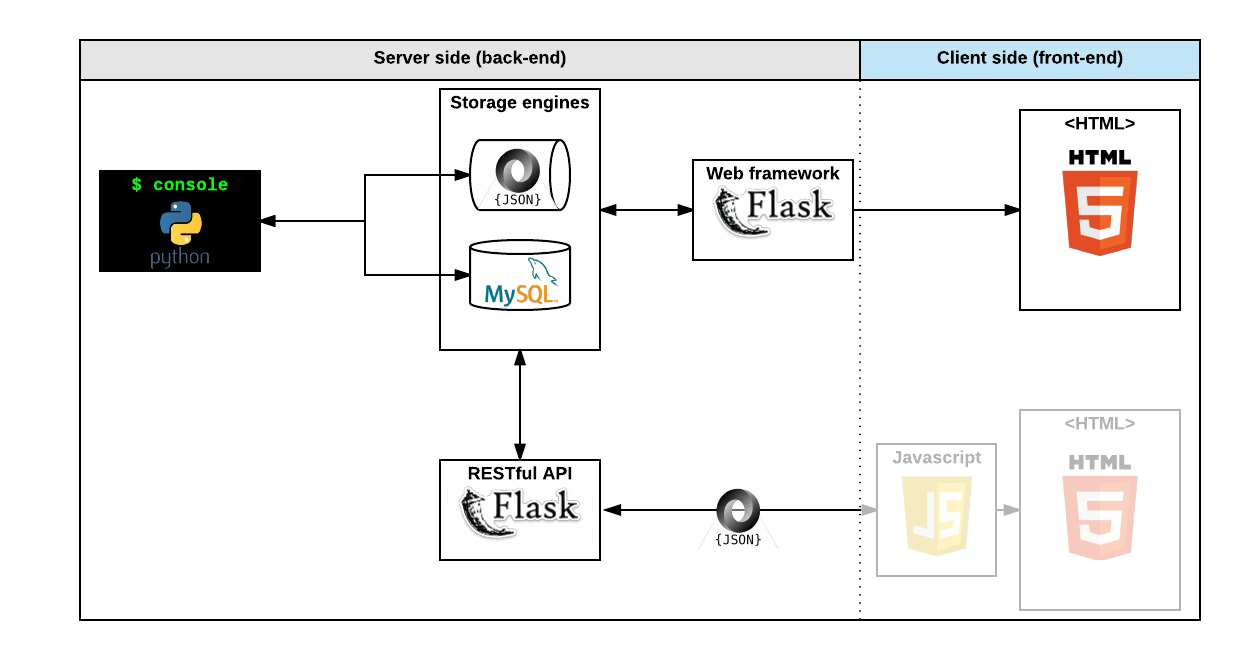 Server side (back-end)
Client side (front-end)
Storage engines
{JSON}
MySQL
$ console
python
Web framework
Flask
<HTML>
HTML
5
RESTful API
Flask
{JSON}
Javascript
JS
<HTML>
HTML
5